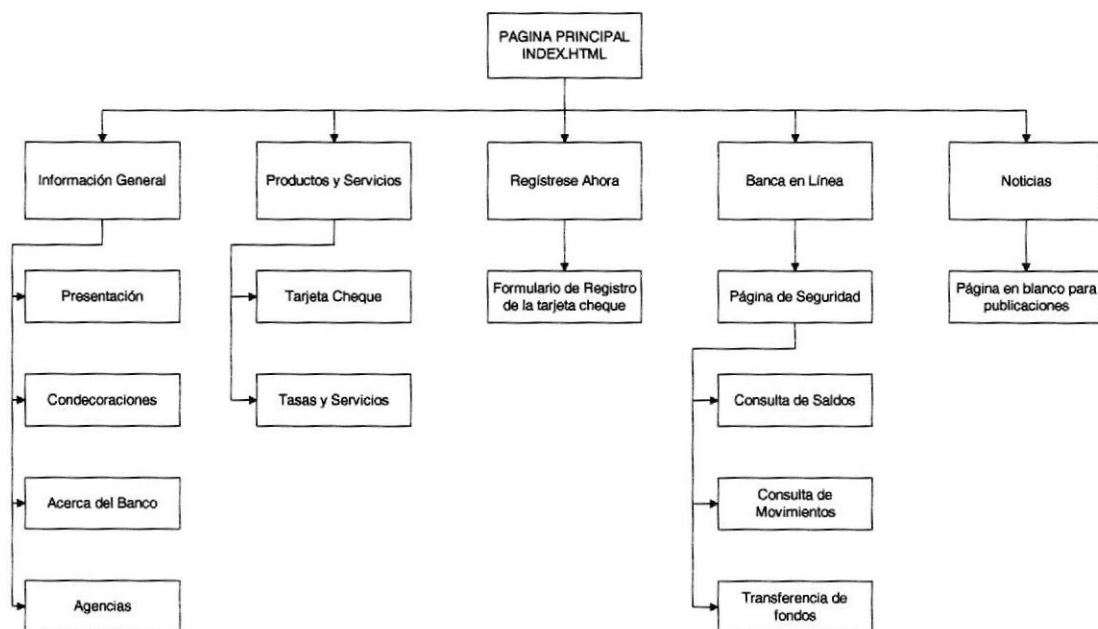 PAGINA PRINCIPAL
INDEX.HTML
Información General
Productos y Servicios
Regístrese Ahora
Banca en Línea
Noticias
Presentación
Tarjeta Cheque
Formulario de Registro
de la tarjeta cheque
Página de Seguridad
Página en blanco para
publicaciones
Condecoraciones
Tasas y Servicios
Consulta de Saldos
Acerca del Banco
Consulta de
Movimientos
Agencias
Transferencia de
fondos